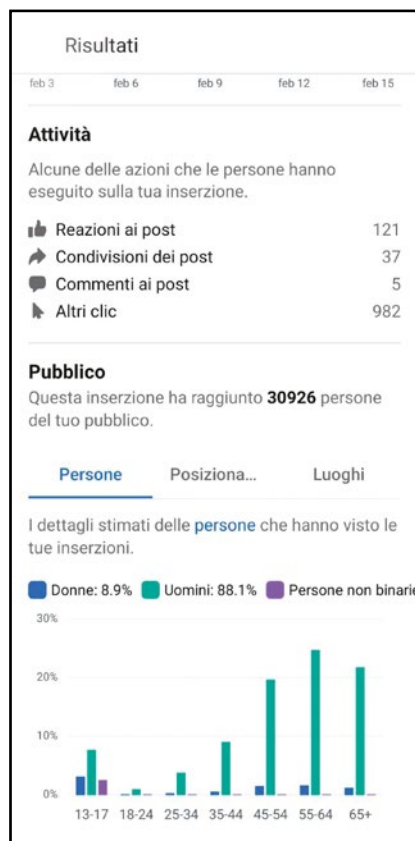 Risultati
feb 3 feb 6 feb 9 feb 12 feb 15
Attività
Alcune delle azioni che le persone hanno
eseguito sulla tua inserzione.
Reazioni ai post 121
Condivisioni dei post 37
Commenti ai post 5
Altri clic 982
Pubblico
Questa inserzione ha raggiunto 30926 persone
del tuo pubblico.
Persone Posiziona... Luoghi
I dettagli stimati delle persone che hanno visto le
tue inserzioni.
Donne: 8.9% Uomini: 88.1% Persone non binarie
30%
20%
10%
0%
13-17 18-24 25-34 35-44 45-54 55-64 65+